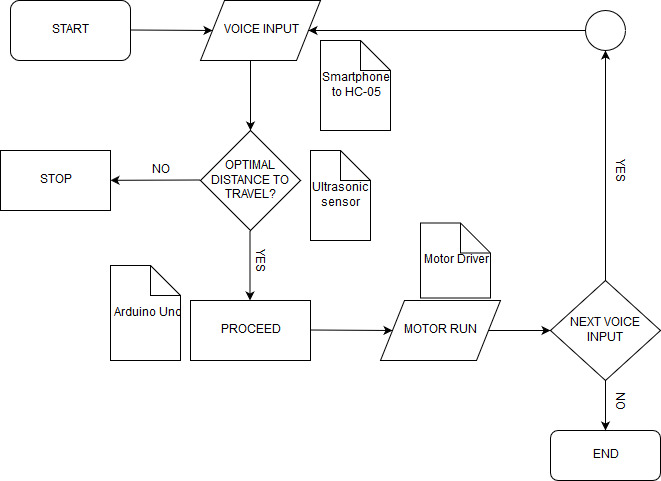 START
VOICE INPUT
Smartphone
to HC-05
OPTIMAL
DISTANCE TO
TRAVEL?
NO
STOP
Ultrasonic
sensor
YES
YES
Motor Driver
Arduino Uno
PROCEED
MOTOR RUN
NEXT VOICE
INPUT
NO
END